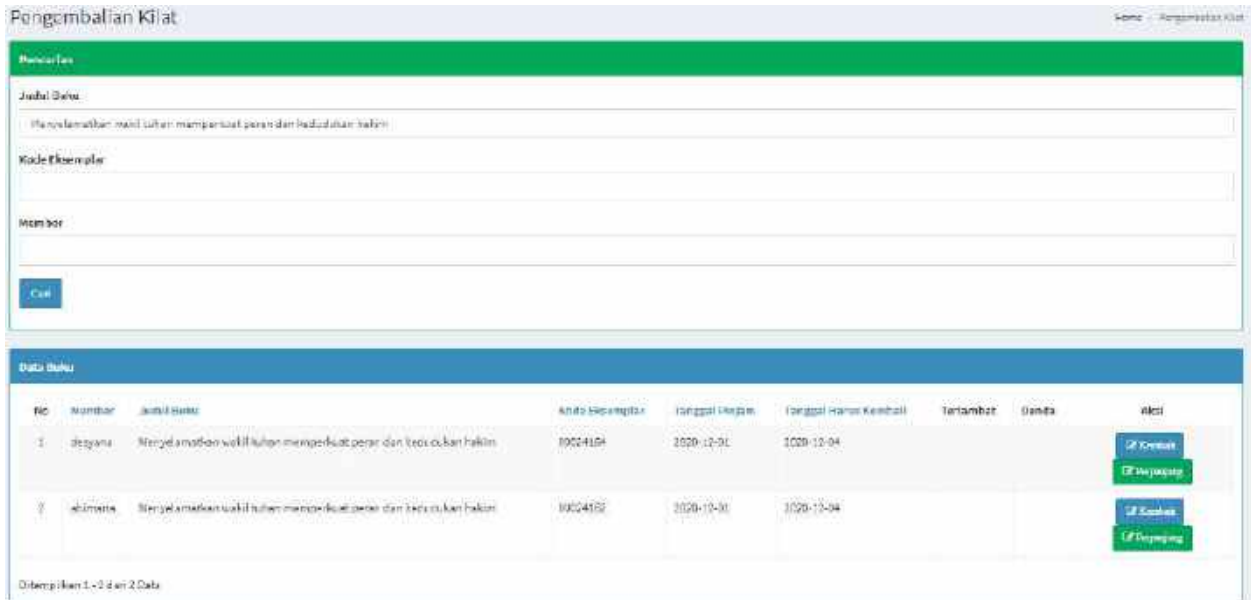 Pengembalian Kilat
Home / Pengembalian Kilat
Pencarian
Judul Buku
Menyelamatkan wakil tuhan memperkuat peran dan kedudukan hakim
Kode Eksemplar
Member
Cari
Data Buku
No Member Judul Buku Kode Eksemplar Tanggal Pinjam Tanggal Harus Kembali Terlambat Denda Aksi
1 desyana Menyelamatkan wakil tuhan memperkuat peran dan kedudukan hakim 2020-12-01 2020-12-04 Kembali
Perpanjang
2 Menyelamatkan wakil tuhan memperkuat peran dan kedudukan hakim 2020-12-01 2020-12-04 Kembali
Perpanjang
Ditampilkan 1 - 2 dari 2 Data